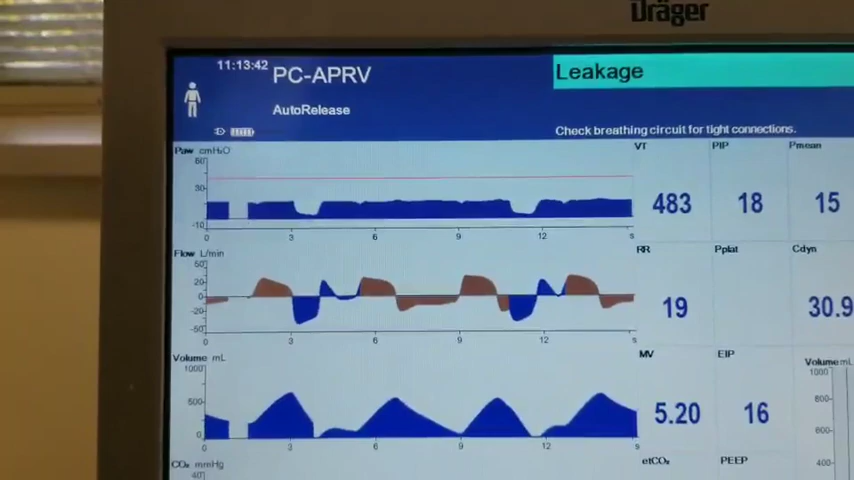 Dräger
11:13:42 PC-APRV Leakage
AutoRelease
Check breathing circuit for tight connections.
Paw cmH₂O VT PIP Pmean
60
30
483 18 15
-10
0 3 6 9 12 s
Flow L/min RR Pplat Cdyn
50
20
0
-20
-50
19 30.9
0 3 6 9 12 s
Volume mL MV EIP Volume mL
1000
500
0
5.20 16
1000
800
600
400
0 3 6 9 12 s
CO₂ mmHg etCO₂ PEEP
40